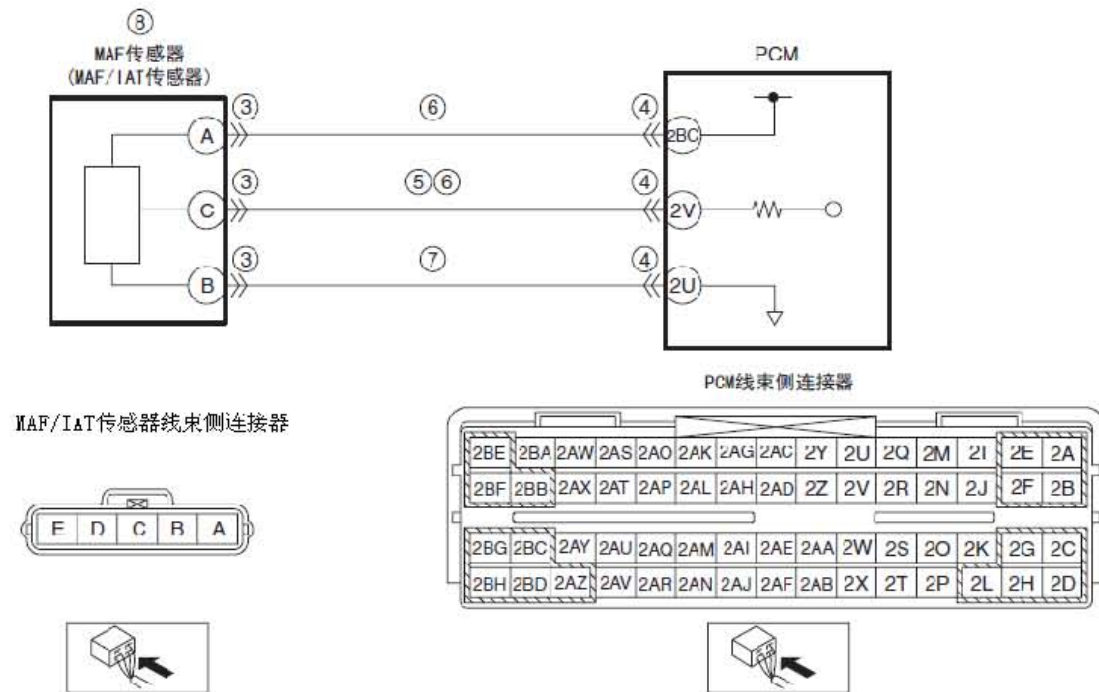 ⑧
MAF传感器
(MAF/IAT传感器)
PCM
A ③ ⑥ ④ 2BC
C ③ ⑤⑥ ④ 2V
B ③ ⑦ ④ 2U
PCM线束侧连接器
MAF/IAT传感器线束侧连接器
2BE 2BA 2AW 2AS 2AO 2AK 2AG 2AC 2Y 2U 2Q 2M 2I 2E 2A
2BF 2BB 2AX 2AT 2AP 2AL 2AH 2AD 2Z 2V 2R 2N 2J 2F 2B
E D C B A
2BG 2BC 2AY 2AU 2AQ 2AM 2AI 2AE 2AA 2W 2S 2O 2K 2G 2C
2BH 2BD 2AZ 2AV 2AR 2AN 2AJ 2AF 2AB 2X 2T 2P 2L 2H 2D